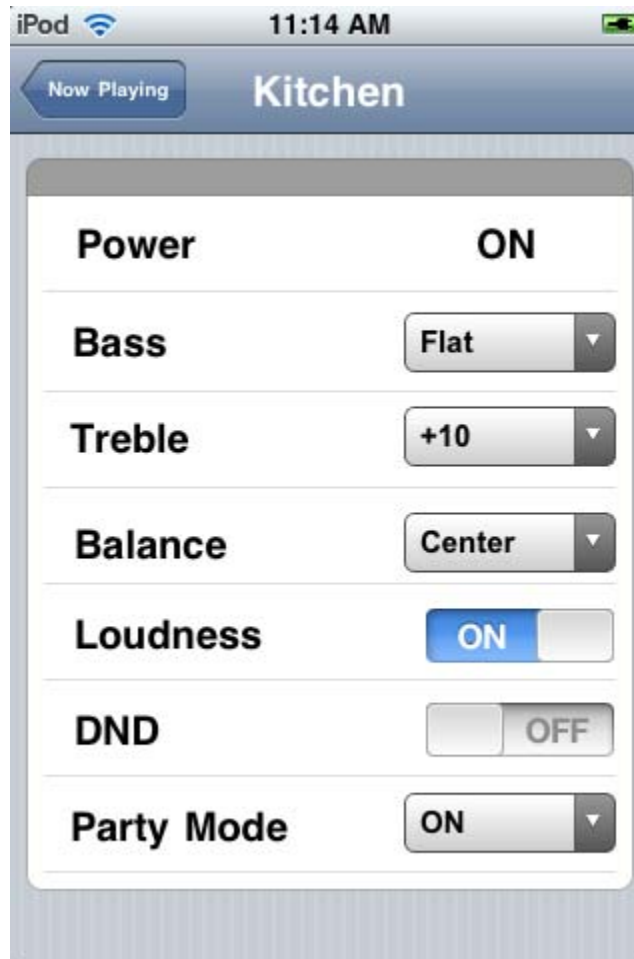 iPod 11:14 AM
Now Playing Kitchen
Power ON
Bass Flat
Treble +10
Balance Center
Loudness ON
DND OFF
Party Mode ON